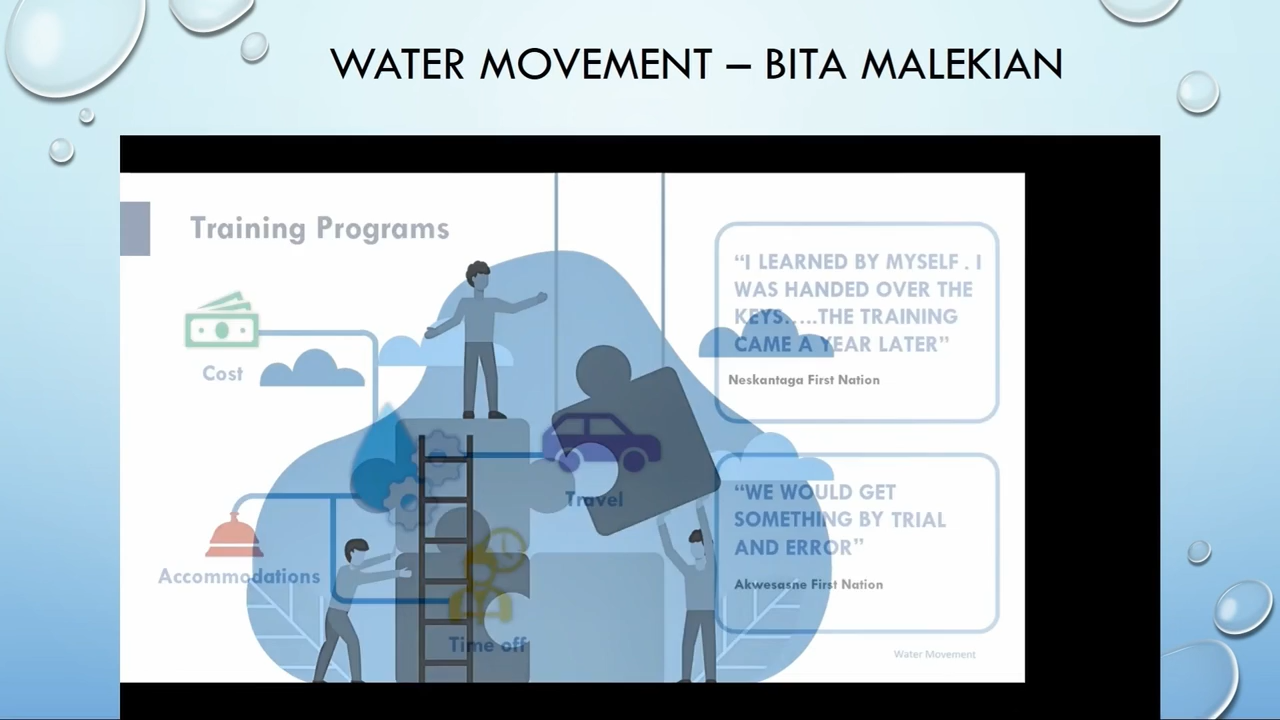 WATER MOVEMENT – BITA MALEKIAN
Training Programs
Cost
Accommodations
Travel
Time off
“I LEARNED BY MYSELF . I
WAS HANDED OVER THE
KEYS.....THE TRAINING
CAME A YEAR LATER”
Neskantaga First Nation
“WE WOULD GET
SOMETHING BY TRIAL
AND ERROR”
Akwesasne First Nation
Water Movement